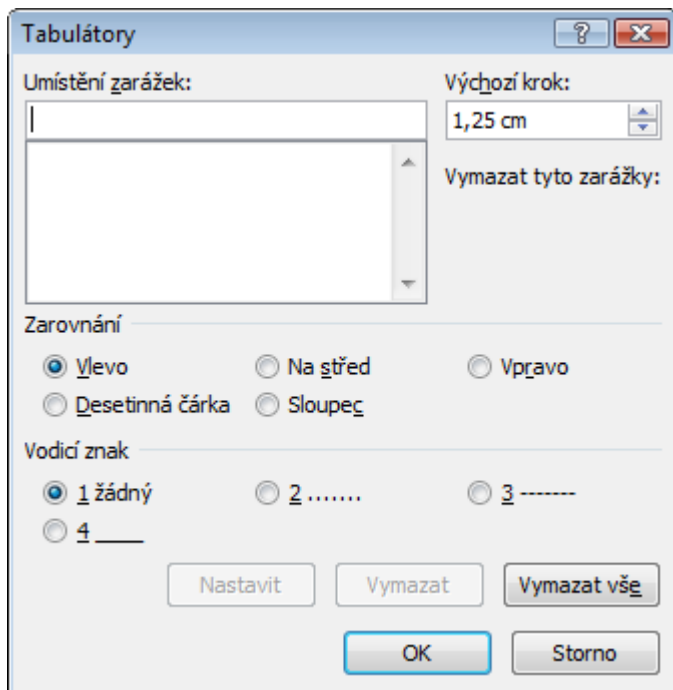 Tabulátory
Umístění zarážek:
Výchozí krok:
1,25 cm
Vymazat tyto zarážky:
Zarovnání
Vlevo Na střed Vpravo
Desetinná čárka Sloupec
Vodicí znak
1 žádný 2 ....... 3 -------
4 ____
Nastavit Vymazat Vymazat vše
OK Storno